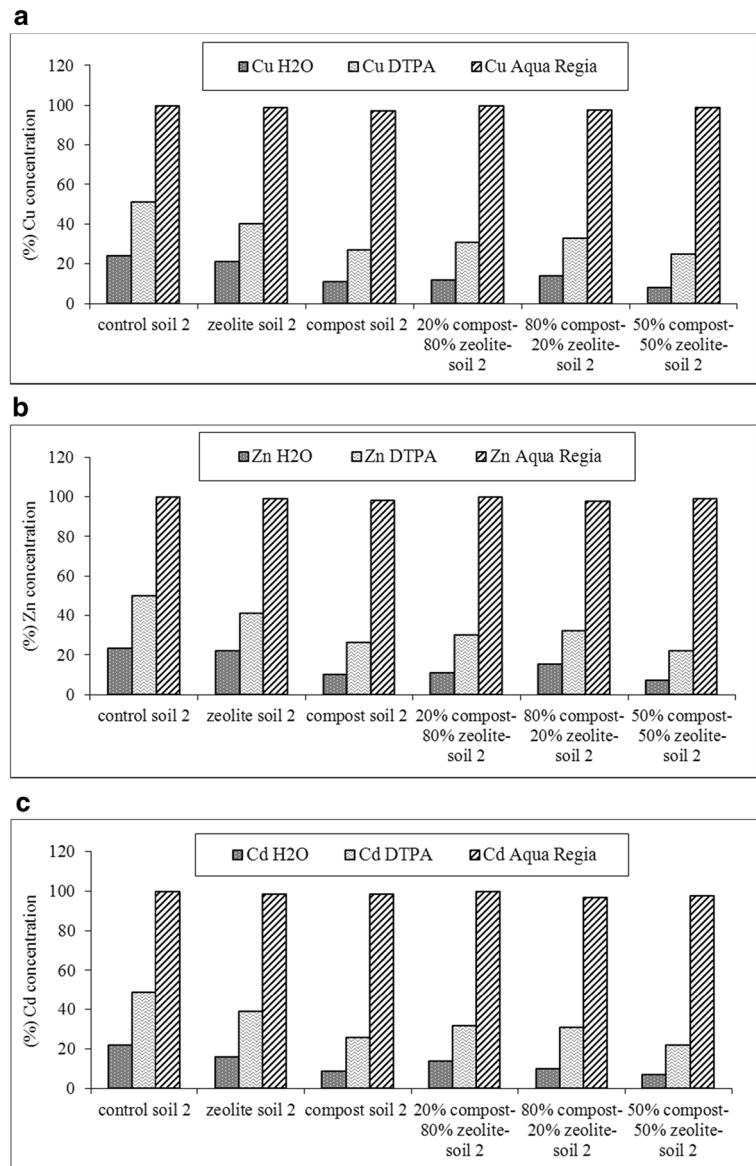 a
Cu H2O Cu DTPA Cu Aqua Regia
120
100
80
60
40
20
0
(%) Cu concentration
control soil 2 zeolite soil 2 compost soil 2 20% compost- 80% compost- 50% compost-
80% zeolite- 20% zeolite- 50% zeolite-
soil 2 soil 2 soil 2
b
Zn H2O Zn DTPA Zn Aqua Regia
120
100
80
60
40
20
0
(%) Zn concentration
control soil 2 zeolite soil 2 compost soil 2 20% compost- 80% compost- 50% compost-
80% zeolite- 20% zeolite- 50% zeolite-
soil 2 soil 2 soil 2
c
Cd H2O Cd DTPA Cd Aqua Regia
120
100
80
60
40
20
0
(%) Cd concentration
control soil 2 zeolite soil 2 compost soil 2 20% compost- 80% compost- 50% compost-
80% zeolite- 20% zeolite- 50% zeolite-
soil 2 soil 2 soil 2